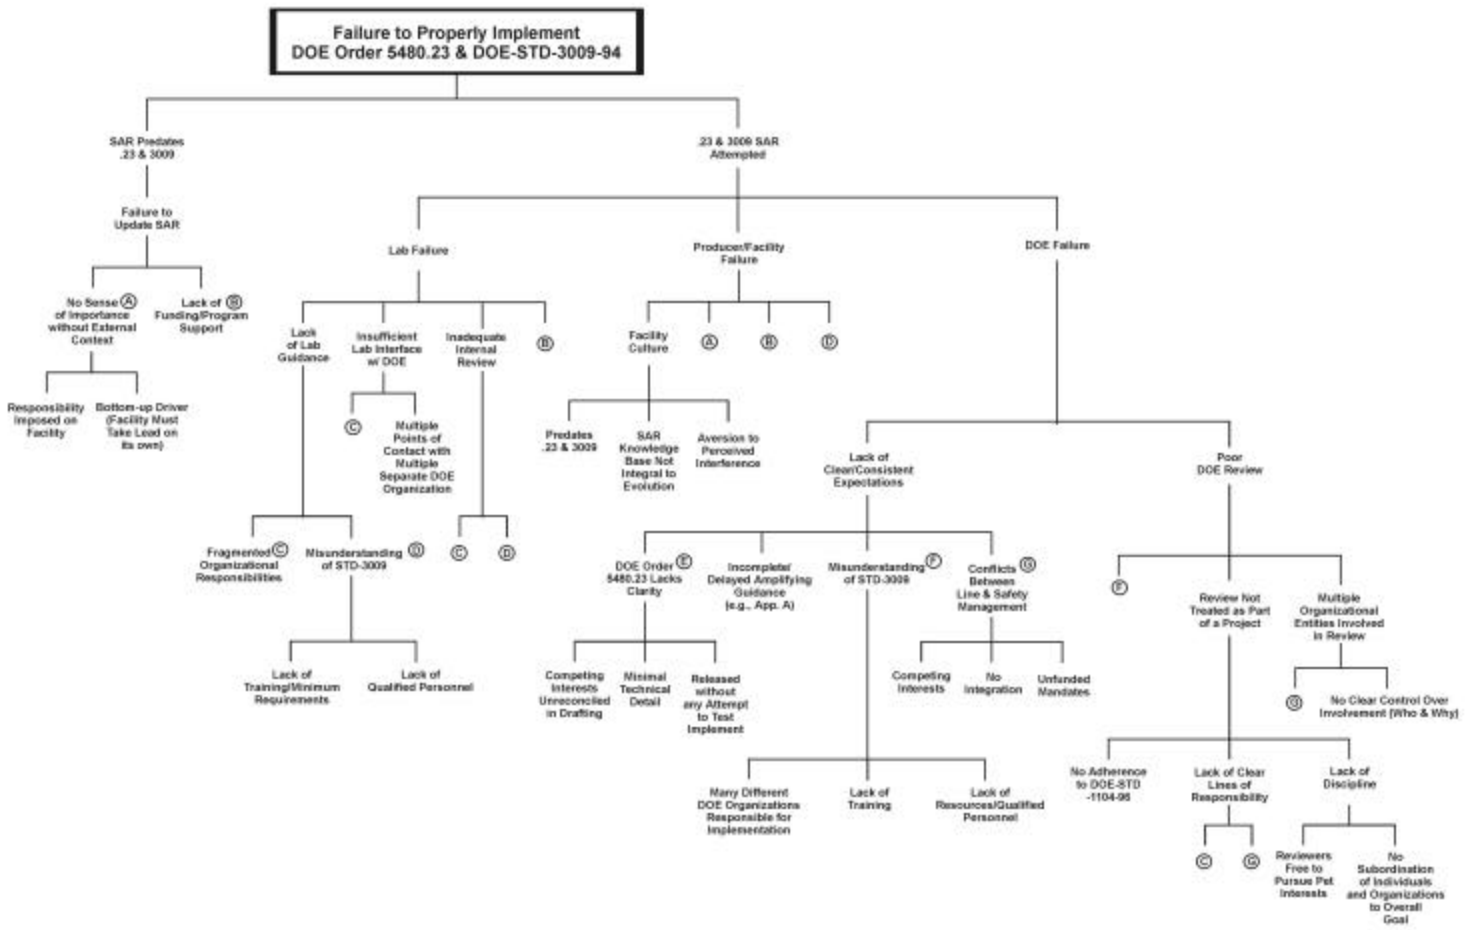 Failure to Properly Implement
DOE Order 5480.23 & DOE-STD-3009-94
SAR Predates
.23 & 3009
.23 & 3009 SAR
Attempted
Failure to
Update SAR
Lab Failure
Producer/Facility
Failure
DOE Failure
No Sense Ⓐ
of Importance
without External
Context
Lack of Ⓑ
Funding/Program
Support
Responsibility
Imposed on
Facility
Bottom-up Driver
(Facility Must
Take Lead on
its own)
Lack
of Lab
Guidance
Insufficient
Lab Interface
w/ DOE
Inadequate
Internal
Review
Ⓑ
Facility
Culture
Ⓐ
Ⓑ
Ⓓ
Ⓒ
Multiple
Points of
Contact with
Multiple
Separate DOE
Organization
Predates
.23 & 3009
SAR
Knowledge
Base Not
Integral to
Evolution
Aversion to
Perceived
Interference
Lack of
Clear/Consistent
Expectations
Poor
DOE Review
Fragmented Ⓒ
Organizational
Responsibilities
Misunderstanding Ⓓ
of STD-3009
Ⓒ
Ⓓ
DOE Order Ⓔ
5480.23 Lacks
Clarity
Incomplete/
Delayed Amplifying
Guidance
(e.g., App. A)
Misunderstanding Ⓕ
of STD-3009
Conflicts Ⓖ
Between
Line & Safety
Management
Ⓕ
Review Not
Treated as Part
of a Project
Multiple
Organizational
Entities Involved
in Review
Lack of
Training/Minimum
Requirements
Lack of
Qualified Personnel
Competing
Interests
Unreconciled
in Drafting
Minimal
Technical
Detail
Released
without
any Attempt
to Test
Implement
Competing
Interests
No
Integration
Unfunded
Mandates
Ⓖ
No Clear Control Over
Involvement (Who & Why)
Many Different
DOE Organizations
Responsible for
Implementation
Lack of
Training
Lack of
Resources/Qualified
Personnel
No Adherence
to DOE-STD
-1104-96
Lack of Clear
Lines of
Responsibility
Lack of
Discipline
Ⓒ
Ⓖ
Reviewers
Free to
Pursue Pet
Interests
No
Subordination
of Individuals
and Organizations
to Overall
Goal